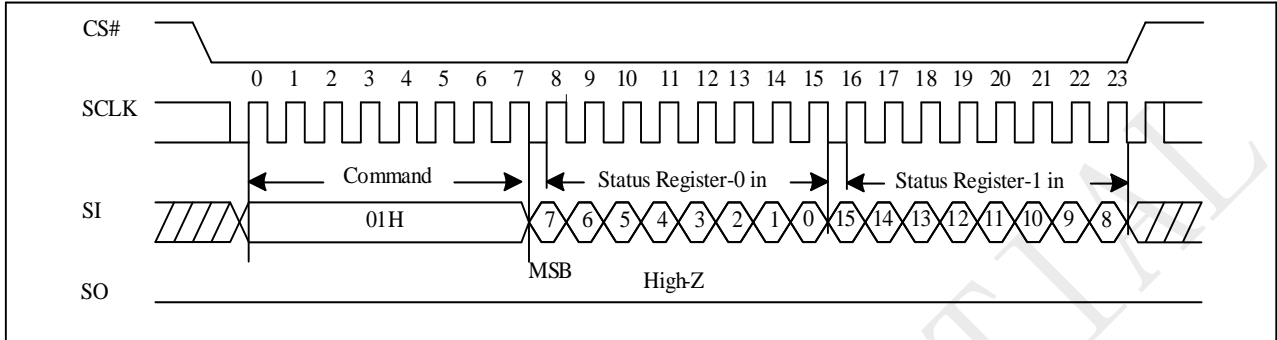 CS#
0 1 2 3 4 5 6 7 8 9 10 11 12 13 14 15 16 17 18 19 20 21 22 23
SCLK
Command Status Register-0 in Status Register-1 in
SI 01H 7 6 5 4 3 2 1 0 15 14 13 12 11 10 9 8
MSB High-Z
SO
TIAL